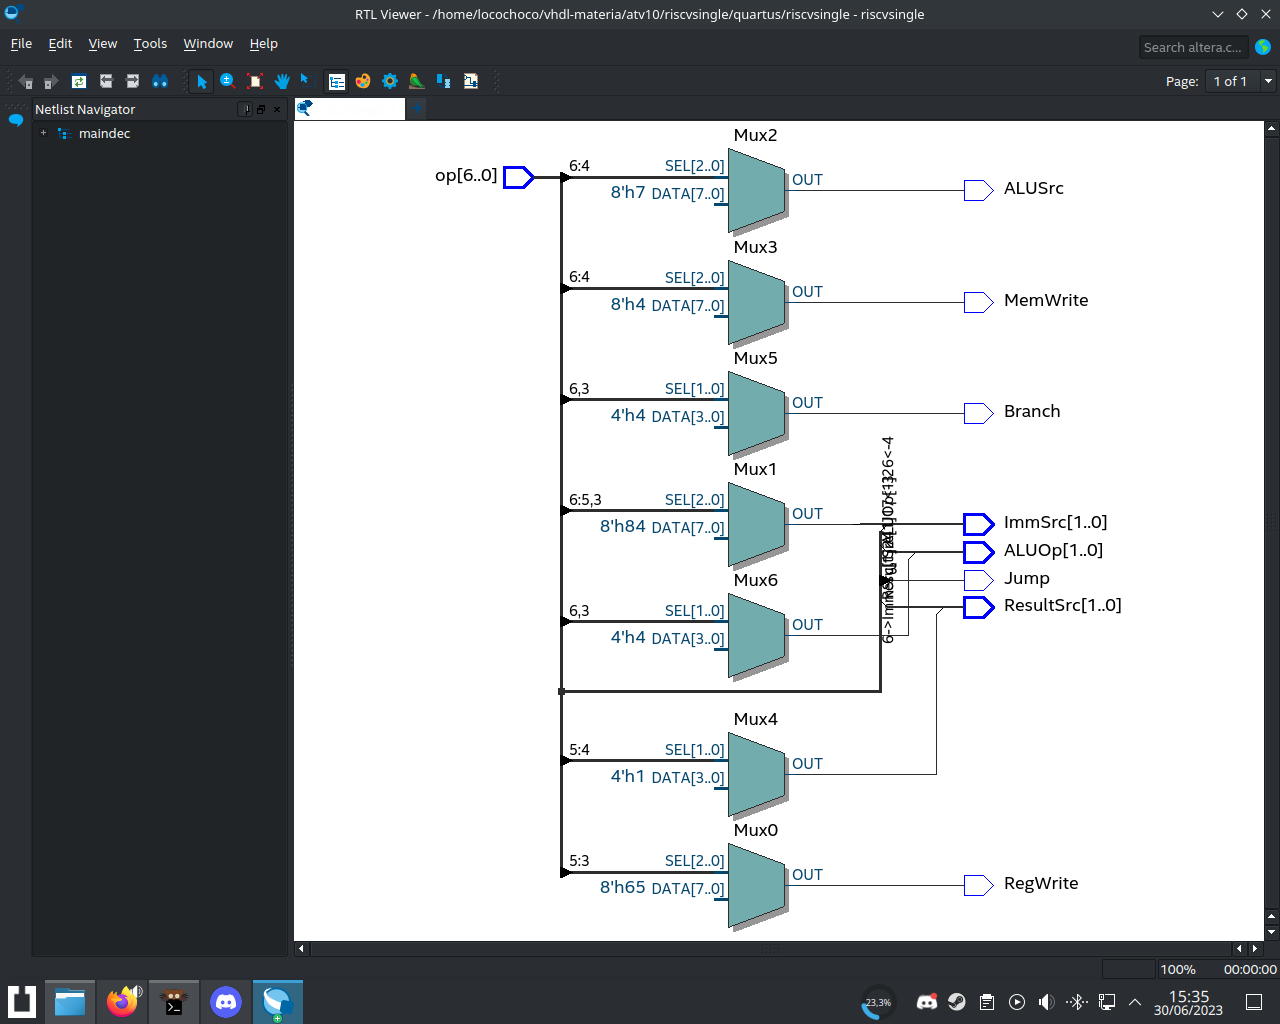 RTL Viewer - /home/locochoco/vhdl-materia/atv10/riscvsingle/quartus/riscvsingle - riscvsingle
File Edit View Tools Window Help
Search altera.c...
Page: 1 of 1
Netlist Navigator
maindec
Mux2
op[6..0]
6:4
SEL[2..0]
8'h7
DATA[7..0]
OUT
ALUSrc
Mux3
6:4
SEL[2..0]
8'h4
DATA[7..0]
OUT
MemWrite
Mux5
6,3
SEL[1..0]
4'h4
DATA[3..0]
OUT
Branch
Mux1
6:5,3
SEL[2..0]
8'h84
DATA[7..0]
OUT
ImmSrc[1..0]
ALUOp[1..0]
Jump
ResultSrc[1..0]
Mux6
6,3
SEL[1..0]
4'h4
DATA[3..0]
OUT
Mux4
5:4
SEL[1..0]
4'h1
DATA[3..0]
OUT
Mux0
5:3
SEL[2..0]
8'h65
DATA[7..0]
OUT
RegWrite
100% 00:00:00
23,3%
15:35
30/06/2023